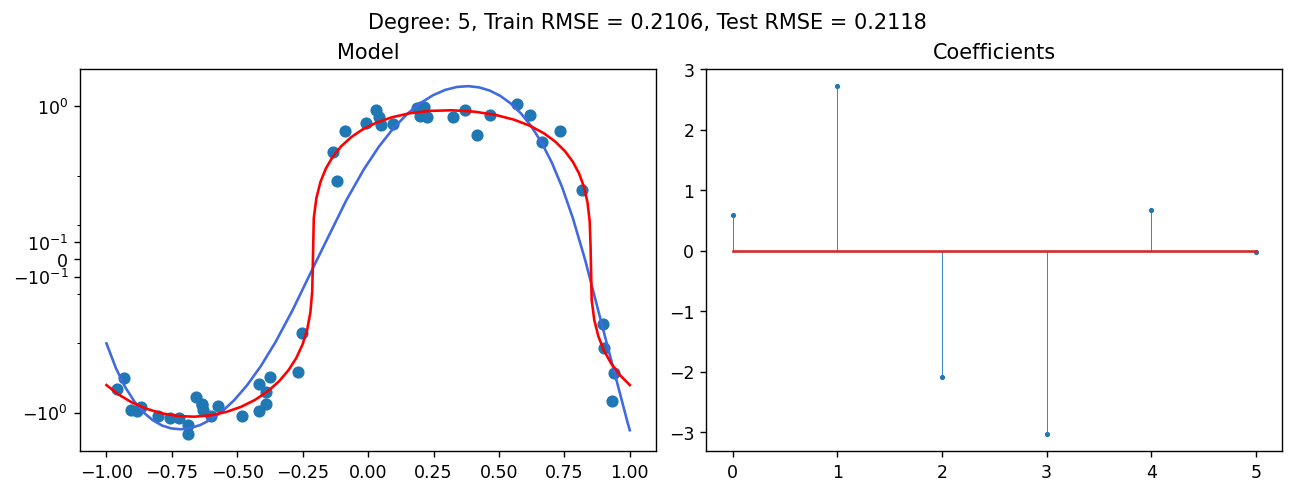 Degree: 5, Train RMSE = 0.2106, Test RMSE = 0.2118
Model
Coefficients
10⁰
10⁻¹
0
−10⁻¹
−10⁰
−1.00 −0.75 −0.50 −0.25 0.00 0.25 0.50 0.75 1.00
3
2
1
0
−1
−2
−3
0 1 2 3 4 5